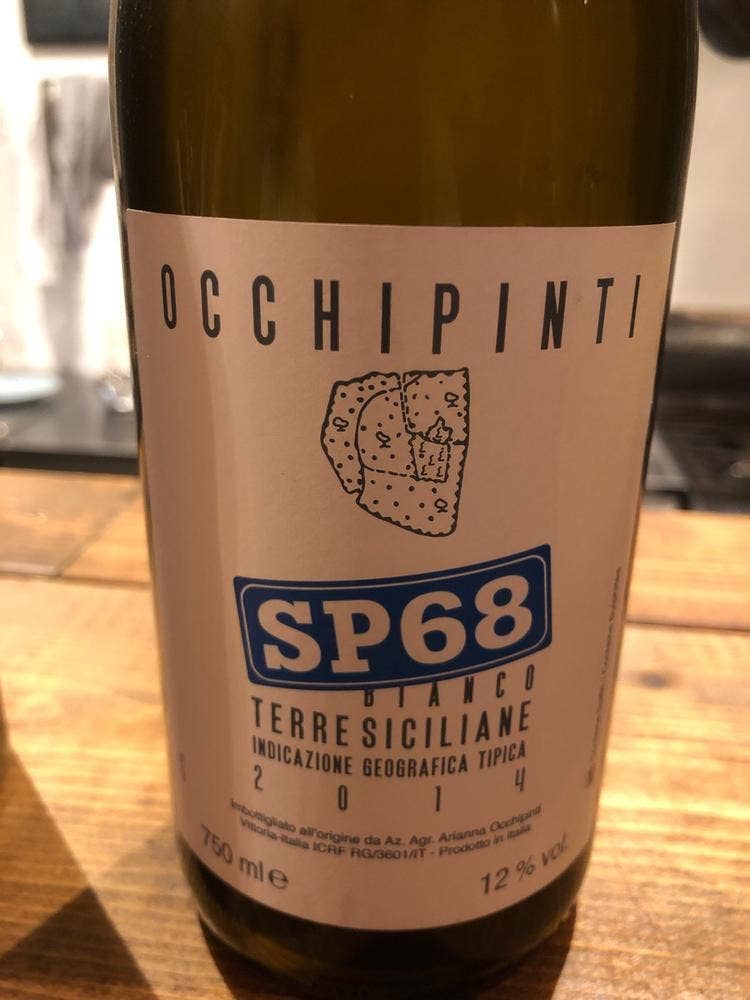 OCCHIPINTI
SP68
BIANCO
TERRE SICILIANE
INDICAZIONE GEOGRAFICA TIPICA
2014
Imbottigliato all'origine da Az. Agr. Arianna Occhipinti
Vittoria-Italia ICRF RG/3601/IT - Prodotto in Italia
750 ml e
12 % vol.